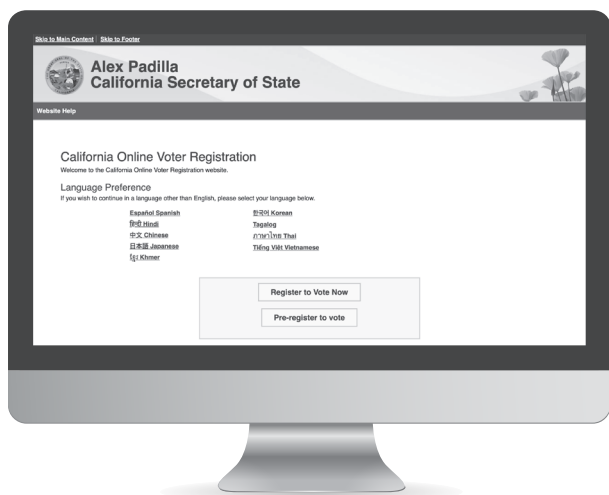 Skip to Main Content | Skip to Footer
Alex Padilla
California Secretary of State
Website Help
California Online Voter Registration
Welcome to the California Online Voter Registration website.
Language Preference
If you wish to continue in a language other than English, please select your language below.
Español Spanish
हिन्दी Hindi
中文 Chinese
日本語 Japanese
ខ្មែរ Khmer
한국어 Korean
Tagalog
ภาษาไทย Thai
Tiếng Việt Vietnamese
Register to Vote Now
Pre-register to vote